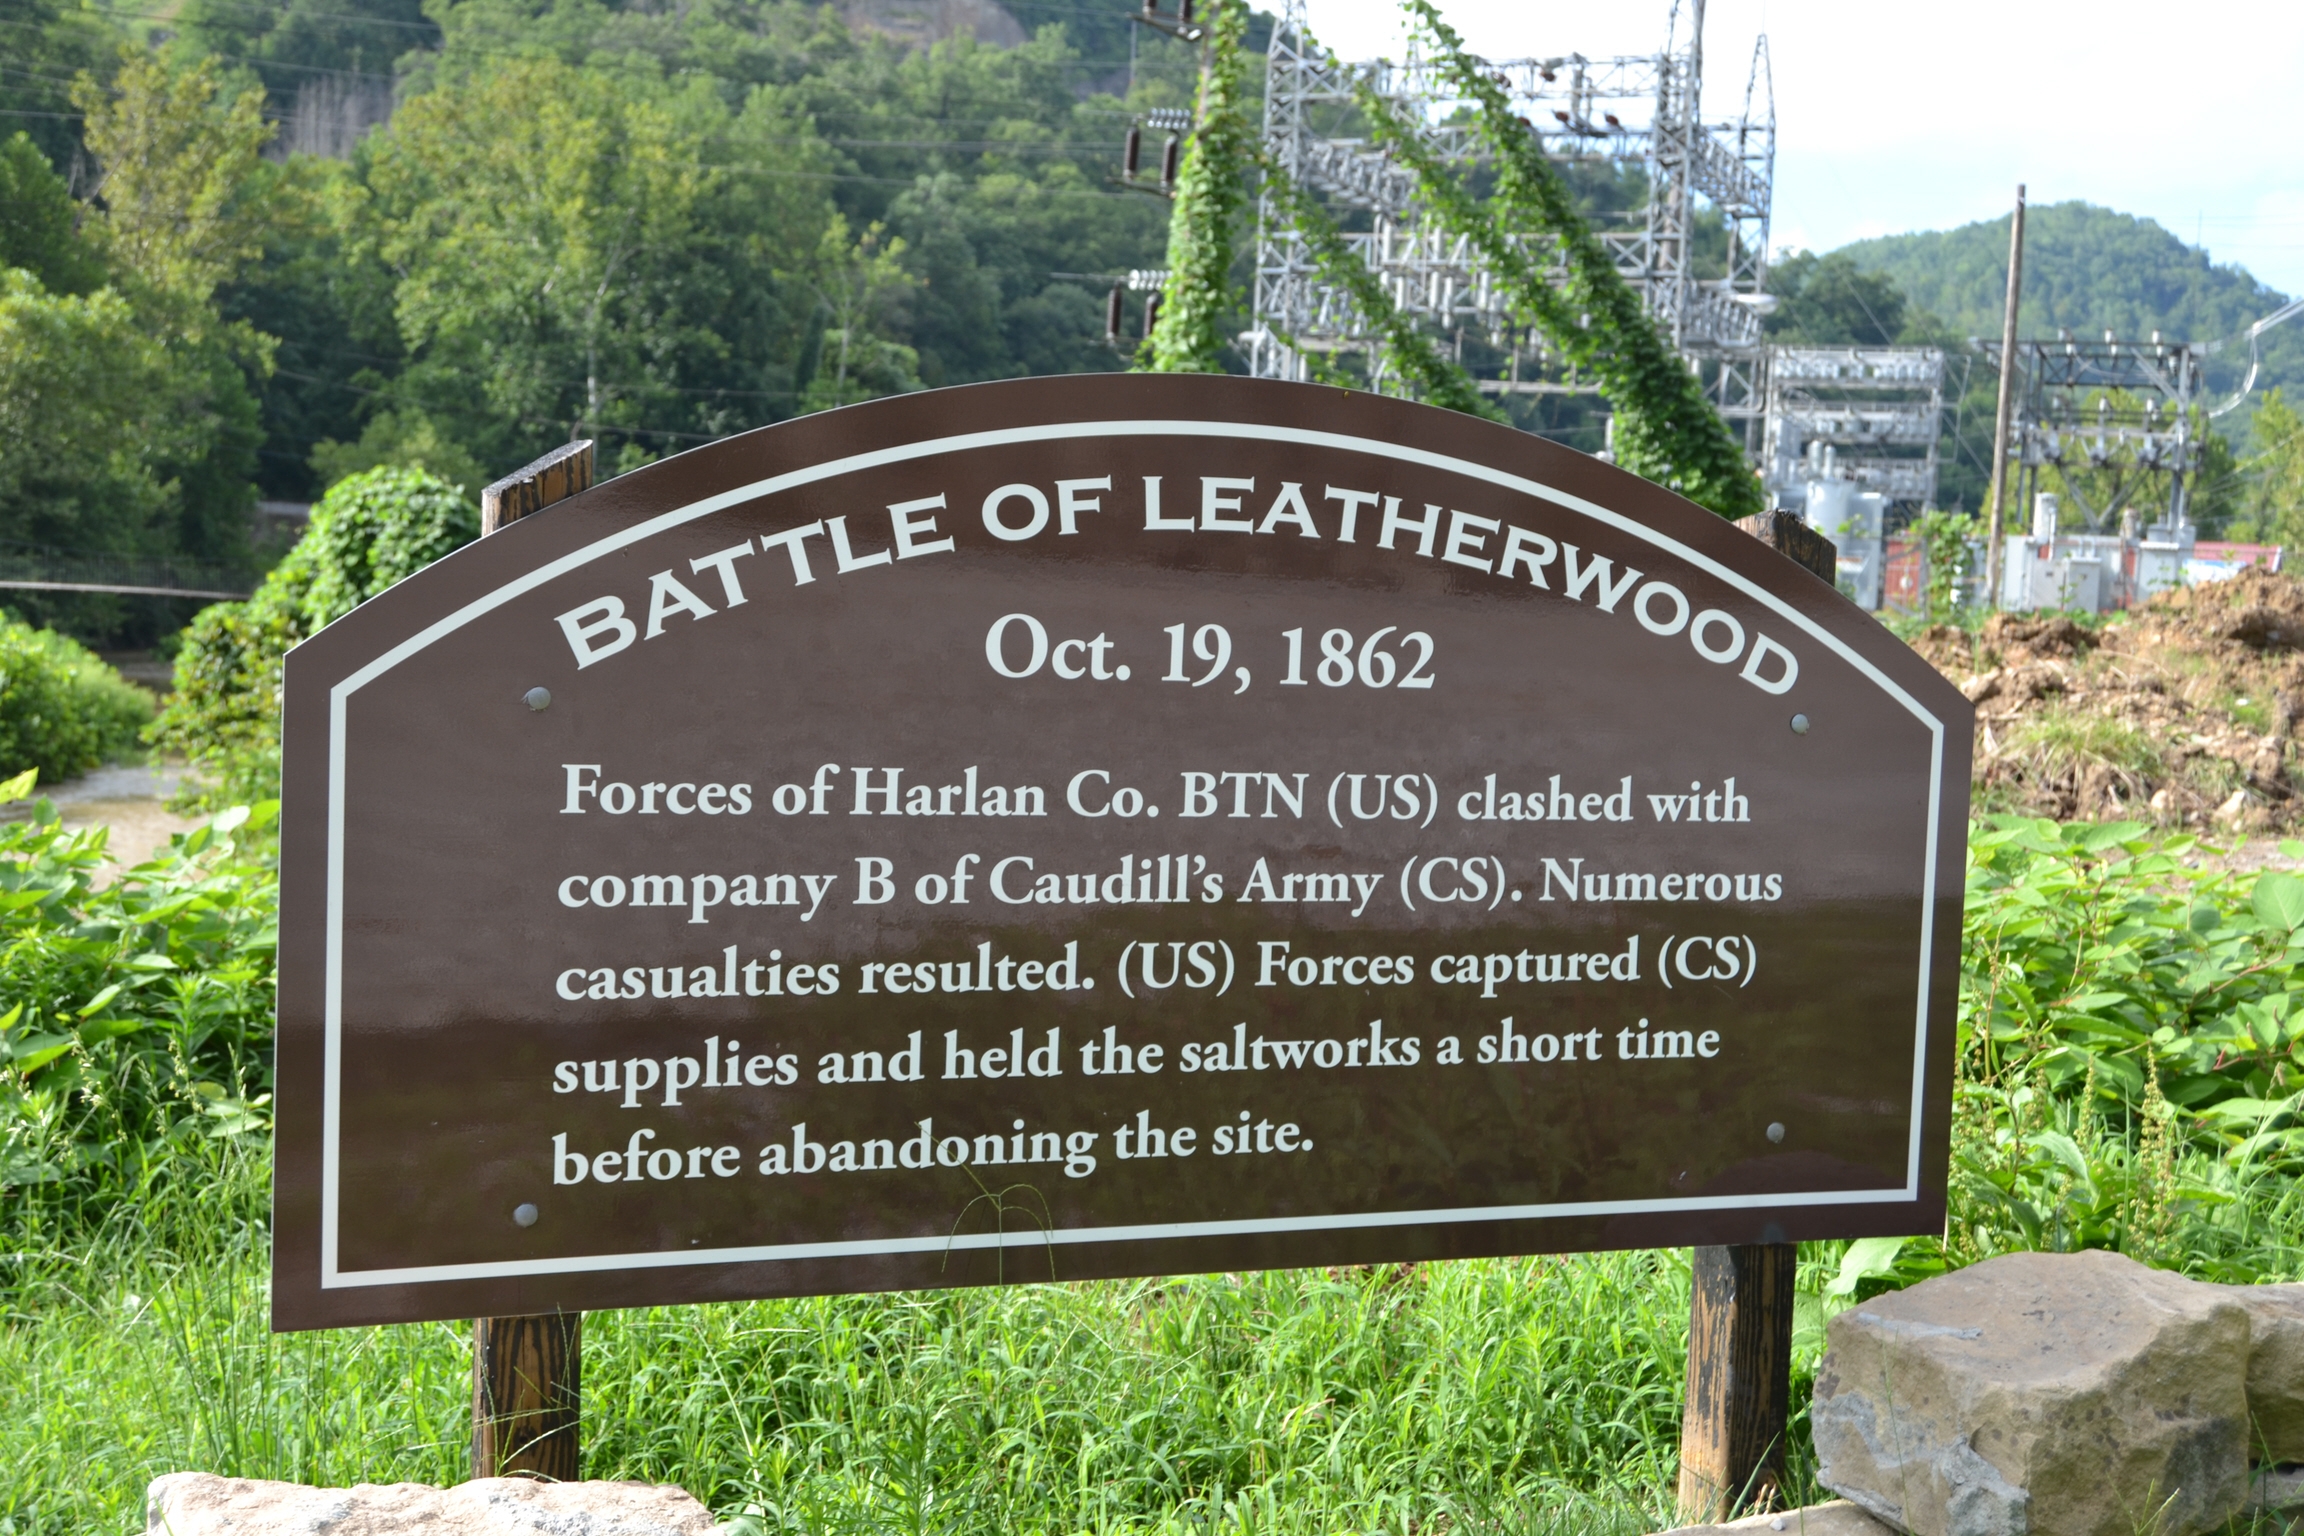 BATTLE OF LEATHERWOOD
Oct. 19, 1862
Forces of Harlan Co. BTN (US) clashed with
company B of Caudill's Army (CS). Numerous
casualties resulted. (US) Forces captured (CS)
supplies and held the saltworks a short time
before abandoning the site.